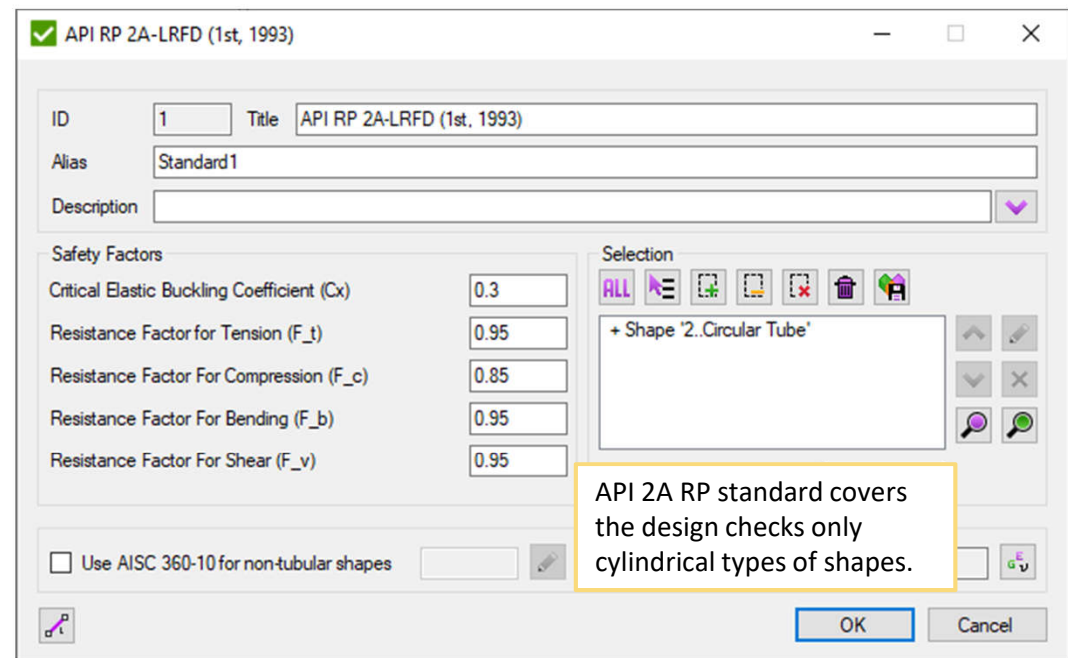 API RP 2A-LRFD (1st, 1993)
ID 1 Title API RP 2A-LRFD (1st, 1993)
Alias Standard1
Description
Safety Factors
Critical Elastic Buckling Coefficient (Cx) 0.3
Resistance Factor for Tension (F_t) 0.95
Resistance Factor For Compression (F_c) 0.85
Resistance Factor For Bending (F_b) 0.95
Resistance Factor For Shear (F_v) 0.95
Selection
ALL
+ Shape '2..Circular Tube'
API 2A RP standard covers
the design checks only
cylindrical types of shapes.
Use AISC 360-10 for non-tubular shapes
G E ν
OK Cancel